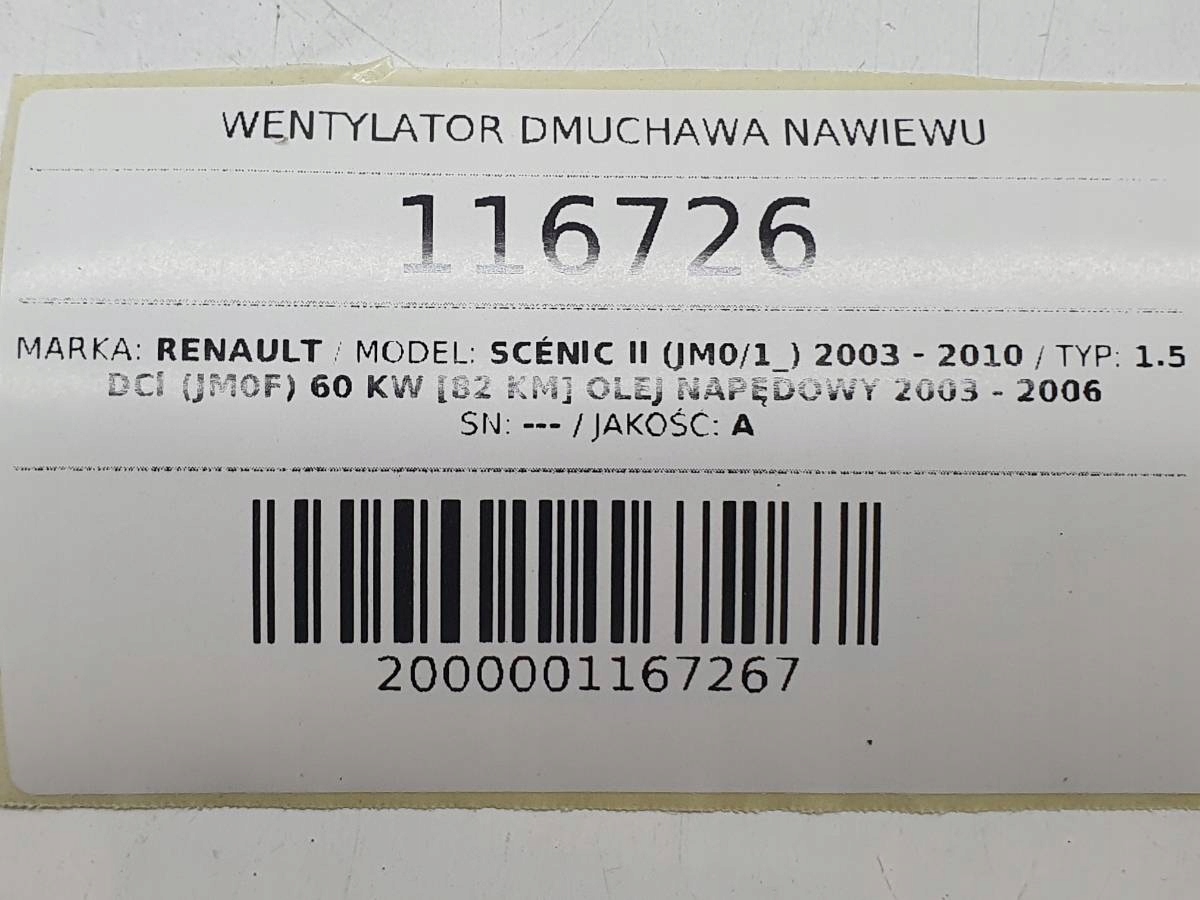 WENTYLATOR DMUCHAWA NAWIEWU
116726
MARKA: RENAULT / MODEL: SCÉNIC II (JM0/1_) 2003 - 2010 / TYP: 1.5
DCI (JM0F) 60 KW [82 KM] OLEJ NAPĘDOWY 2003 - 2006
SN: --- / JAKOŚĆ: A
2000001167267